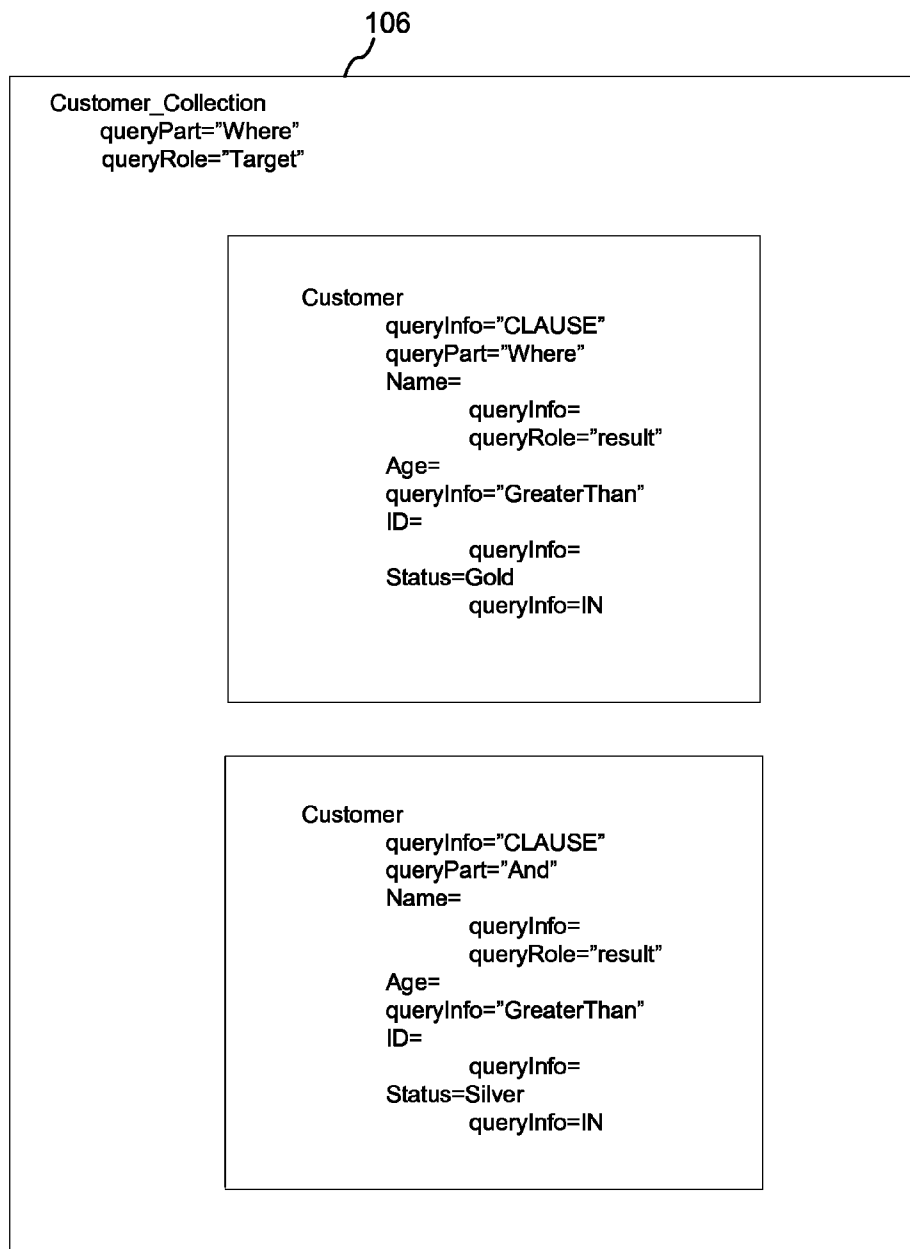 106
Customer_Collection
queryPart=”Where”
queryRole=”Target”
Customer
queryInfo=”CLAUSE”
queryPart=”Where”
Name=
queryInfo=
queryRole=”result”
Age=
queryInfo=”GreaterThan”
ID=
queryInfo=
Status=Gold
queryInfo=IN
Customer
queryInfo=”CLAUSE”
queryPart=”And”
Name=
queryInfo=
queryRole=”result”
Age=
queryInfo=”GreaterThan”
ID=
queryInfo=
Status=Silver
queryInfo=IN